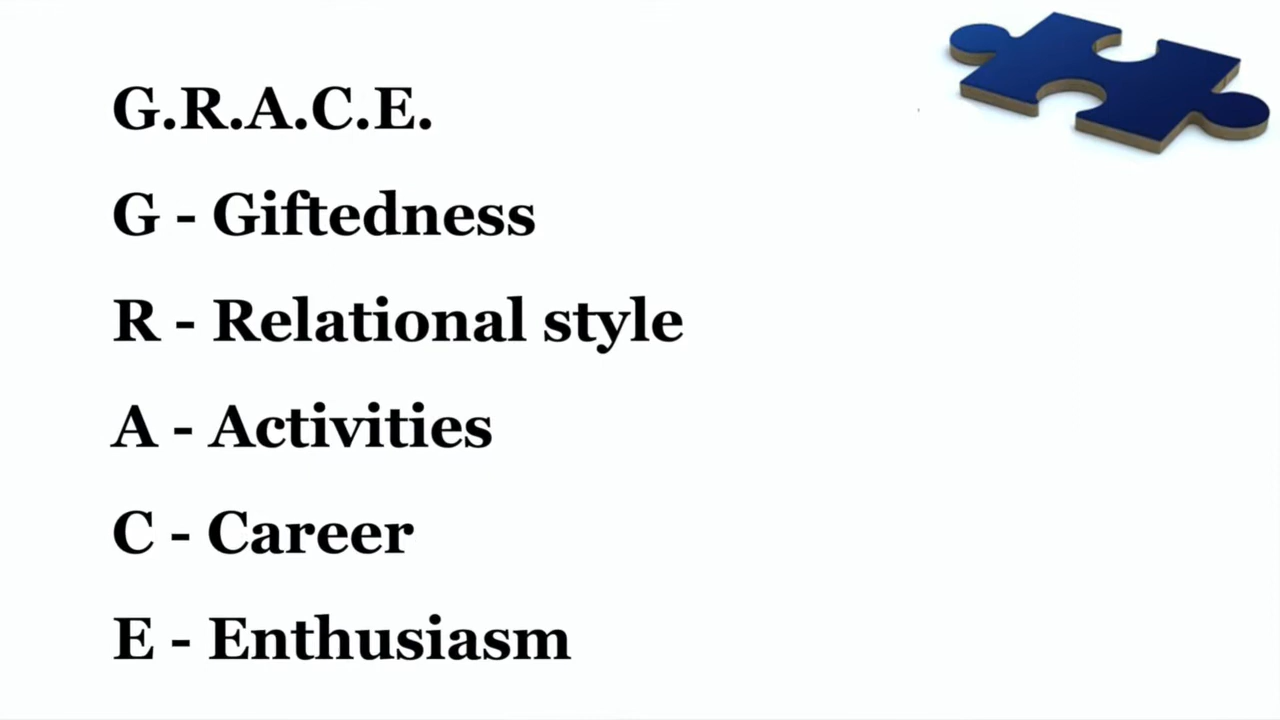 G.R.A.C.E.
G - Giftedness
R - Relational style
A - Activities
C - Career
E - Enthusiasm